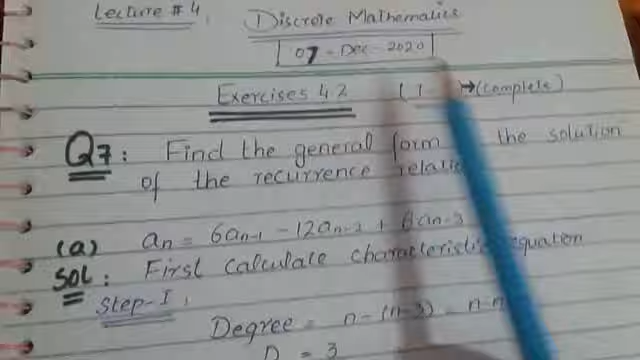 Lecture # 4
Discrete Mathematics
07 - Dec - 2020
Exercises 4.2 ( 1 →(Complete)
Q7: Find the general form the solution
of the recurrence
(a) an = 6an-1 - 12an-2 + 8an-3
Sol: First calculate characteristic equation
Step-I:
Degree = n-(n-3)
D = 3